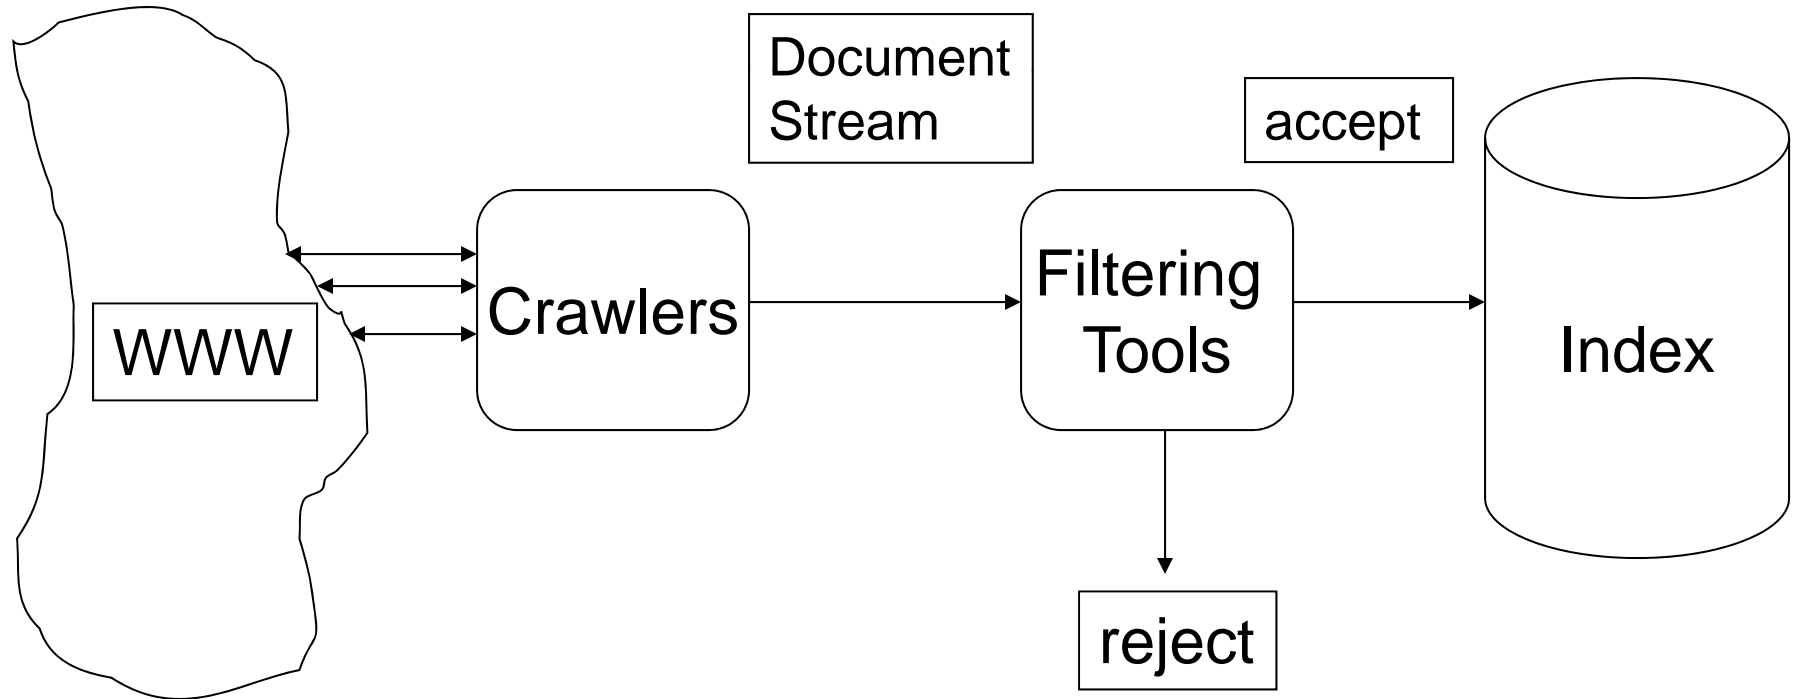 Document
Stream
accept
WWW
Crawlers
Filtering
Tools
Index
reject